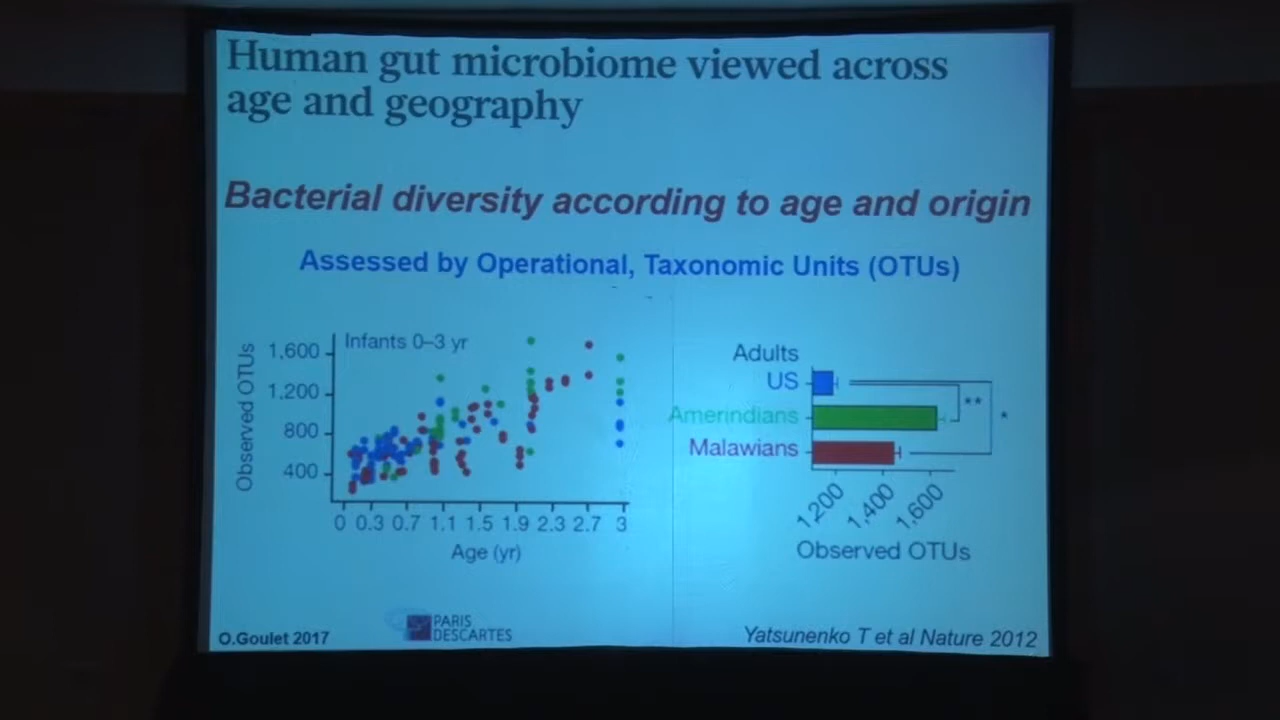 Human gut microbiome viewed across
age and geography
Bacterial diversity according to age and origin
Assessed by Operational, Taxonomic Units (OTUs)
Infants 0–3 yr
Observed OTUs
1,600
1,200
800
400
0 0.3 0.7 1.1 1.5 1.9 2.3 2.7 3
Age (yr)
Adults
US
Amerindians
Malawians
**
*
1,200 1,400 1,600
Observed OTUs
O.Goulet 2017
PARIS
DESCARTES
Yatsunenko T et al Nature 2012